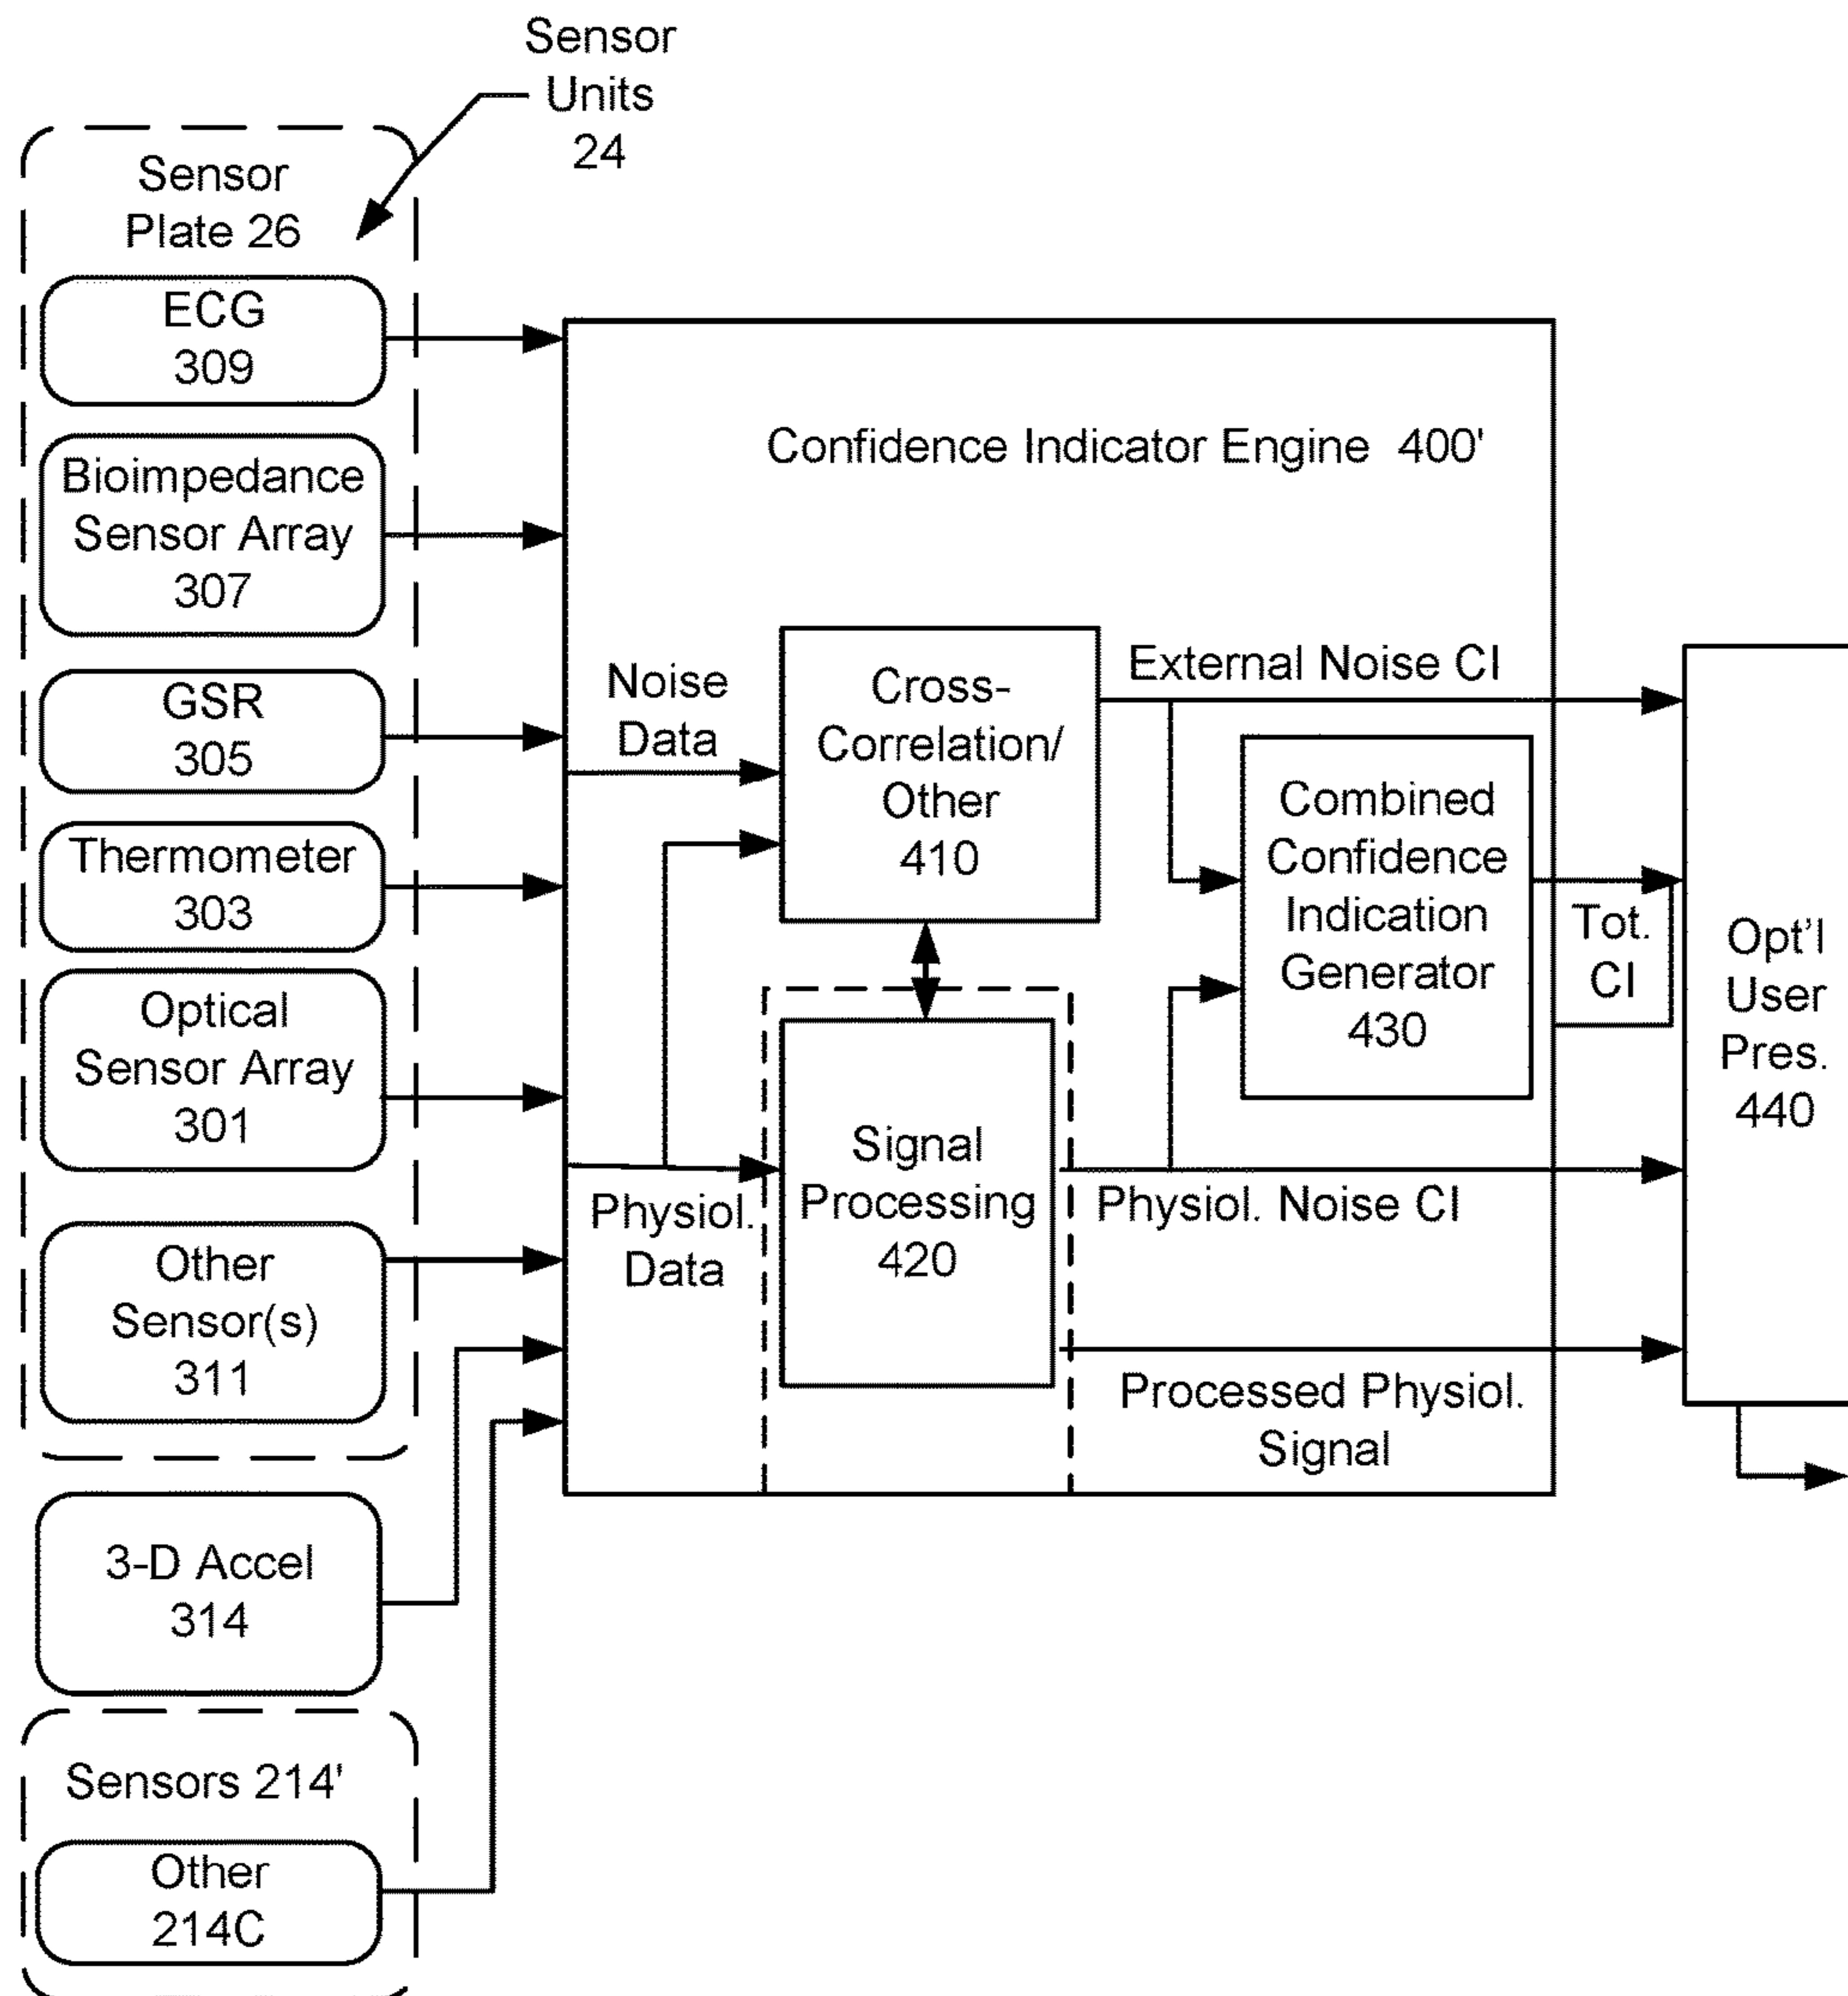 Sensor
Units
24
Sensor
Plate 26
ECG
309
Bioimpedance
Sensor Array
307
GSR
305
Thermometer
303
Optical
Sensor Array
301
Other
Sensor(s)
311
3-D Accel
314
Sensors 214'
Other
214C
Confidence Indicator Engine 400'
Noise
Data
Physiol.
Data
Cross-
Correlation/
Other
410
Signal
Processing
420
External Noise CI
Combined
Confidence
Indication
Generator
430
Tot.
CI
Physiol. Noise CI
Processed Physiol.
Signal
Opt'l
User
Pres.
440